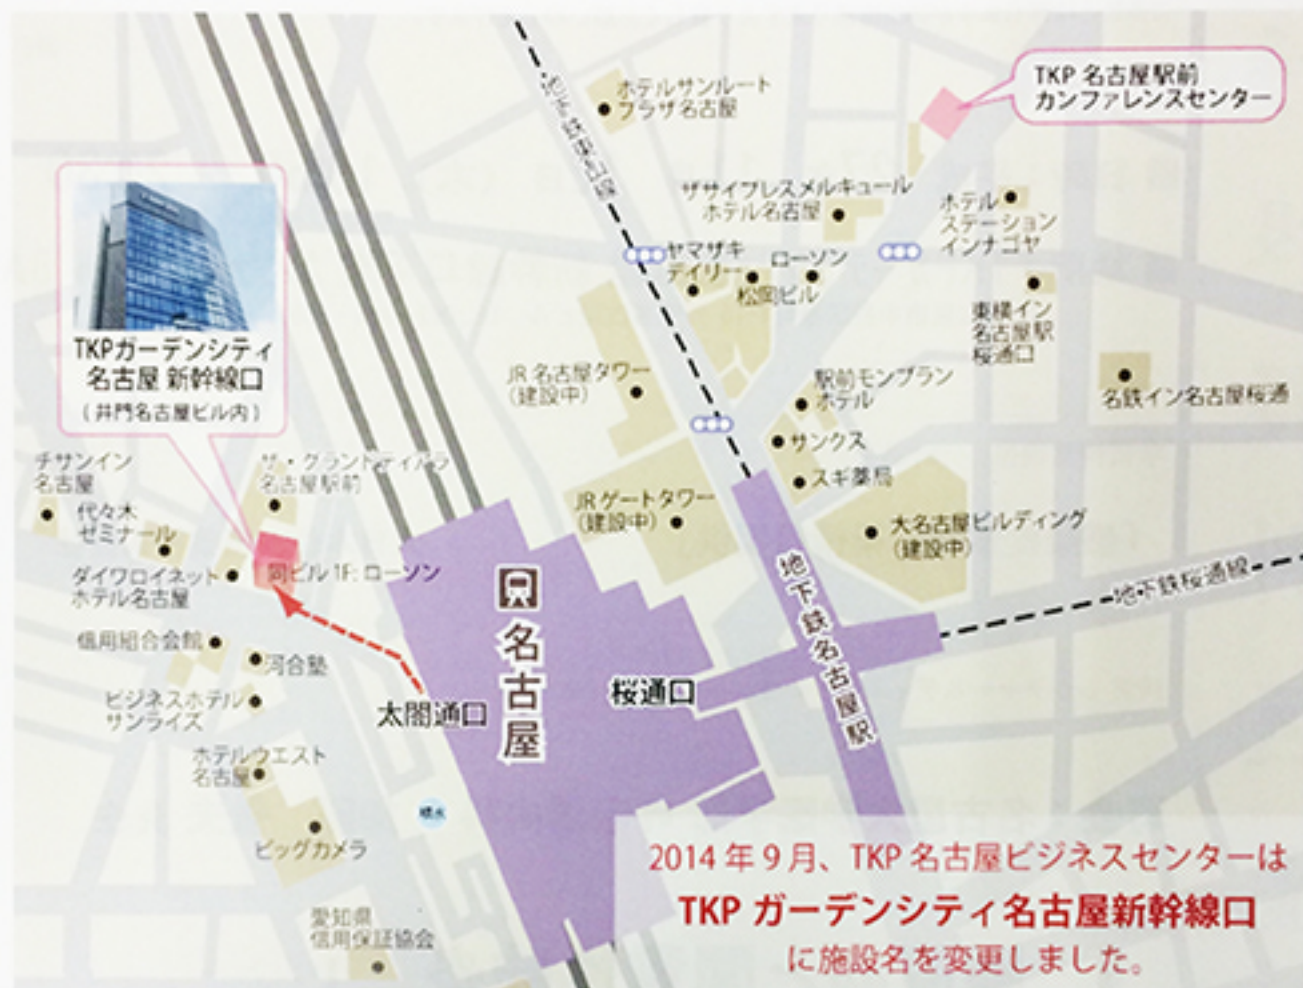 ホテルサンルート
プラザ名古屋
地下鉄東山線
TKP 名古屋駅前
カンファレンスセンター
ザサイプレスメルキュール
ホテル名古屋
ホテル
ステーション
インナゴヤ
ヤマザキ
デイリー
ローソン
松岡ビル
東横イン
名古屋駅
桜通口
TKPガーデンシティ
名古屋 新幹線口
(井門名古屋ビル内)
JR 名古屋タワー
(建設中)
駅前モンブラン
ホテル
名鉄イン名古屋桜通
サンクス
スギ薬局
チサンイン
名古屋
ザ・グランドティアラ
名古屋駅前
代々木
ゼミナール
JRゲートタワー
(建設中)
大名古屋ビルディング
(建設中)
ダイワロイネット
ホテル名古屋
同ビル 1F: ローソン
地下鉄桜通線
地下鉄名古屋駅
名古屋
信用組合会館
河合塾
桜通口
太閤通口
ビジネスホテル
サンライズ
ホテルウエスト
名古屋
噴水
ビッグカメラ
愛知県
信用保証協会
2014 年 9 月、TKP 名古屋ビジネスセンターは
TKP ガーデンシティ名古屋新幹線口
に施設名を変更しました。